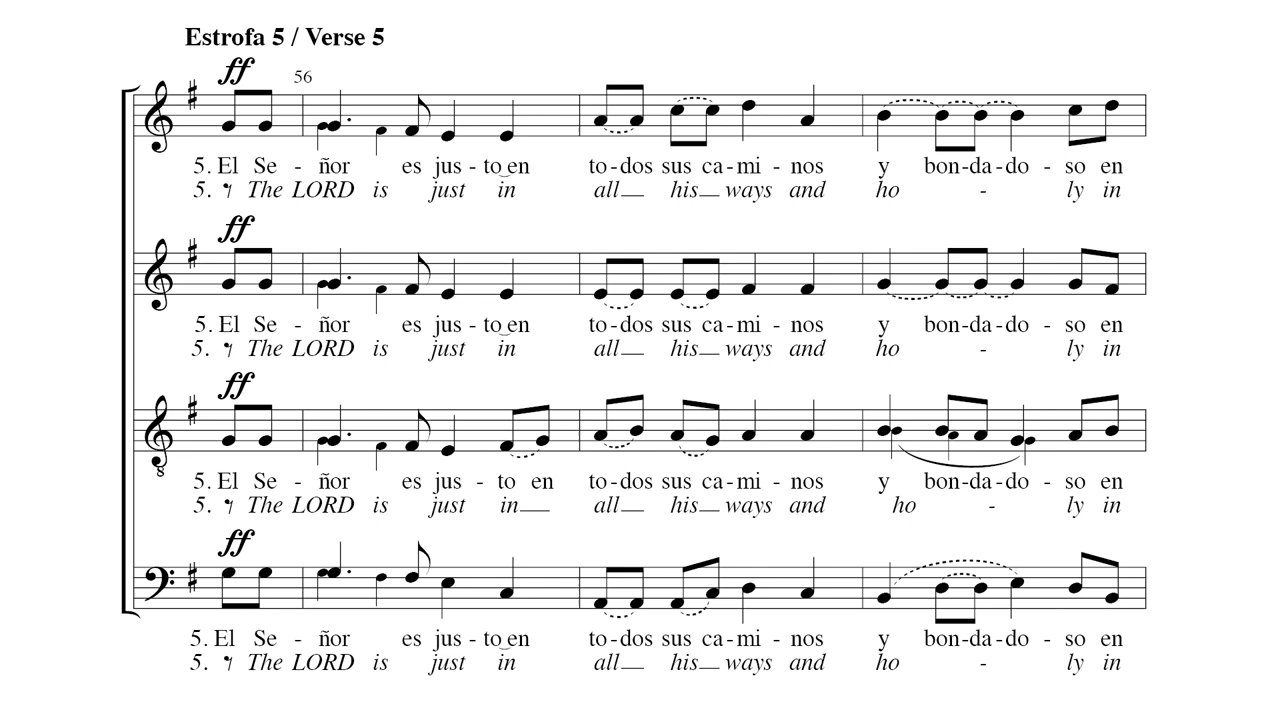 Estrofa 5 / Verse 5
ff
56
5. El Se - ñor es jus - to en to - dos sus ca - mi - nos y bon - da - do - so en
5. The LORD is just in all his ways and ho - ly in
ff
5. El Se - ñor es jus - to en to - dos sus ca - mi - nos y bon - da - do - so en
5. The LORD is just in all his ways and ho - ly in
ff
8
5. El Se - ñor es jus - to en to - dos sus ca - mi - nos y bon - da - do - so en
5. The LORD is just in all his ways and ho - ly in
ff
5. El Se - ñor es jus - to en to - dos sus ca - mi - nos y bon - da - do - so en
5. The LORD is just in all his ways and ho - ly in